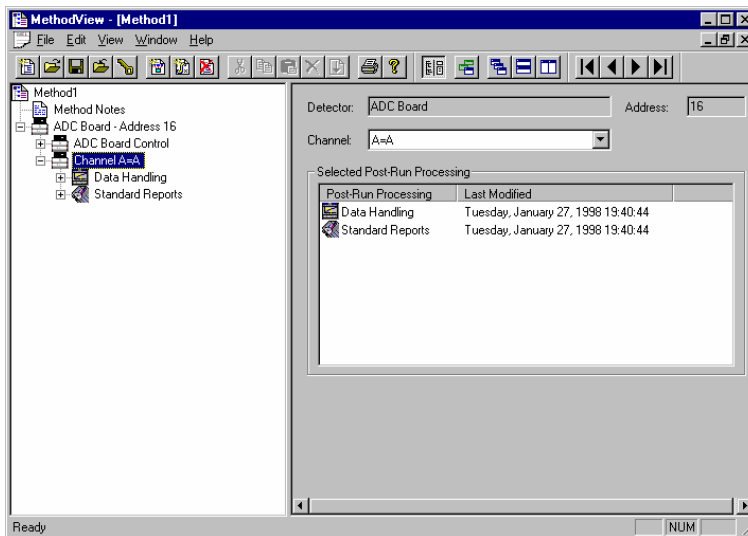 MethodView - [Method1]
File Edit View Window Help
Method1
Method Notes
ADC Board - Address 16
ADC Board Control
Channel A=A
Data Handling
Standard Reports
Detector: ADC Board Address: 16
Channel: A=A
Selected Post-Run Processing
Post-Run Processing Last Modified
Data Handling Tuesday, January 27, 1998 19:40:44
Standard Reports Tuesday, January 27, 1998 19:40:44
Ready NUM